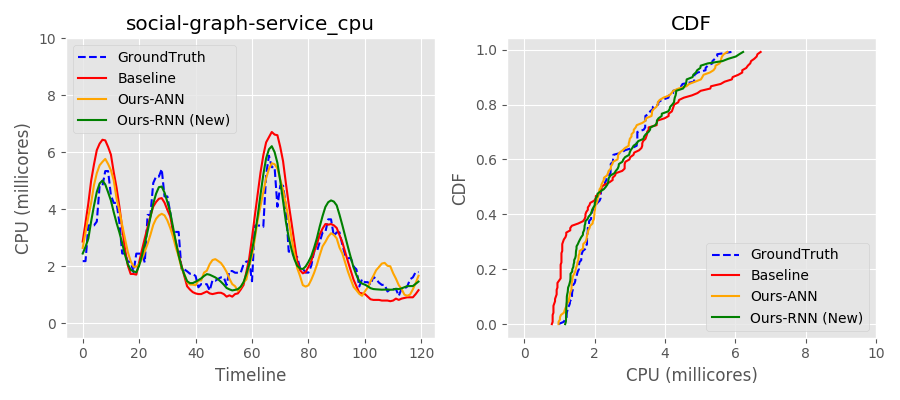 social-graph-service_cpu
CPU (millicores)
10
8
6
4
2
0
GroundTruth
Baseline
Ours-ANN
Ours-RNN (New)
0 20 40 60 80 100 120
Timeline
CDF
CDF
1.0
0.8
0.6
0.4
0.2
0.0
GroundTruth
Baseline
Ours-ANN
Ours-RNN (New)
0 2 4 6 8 10
CPU (millicores)